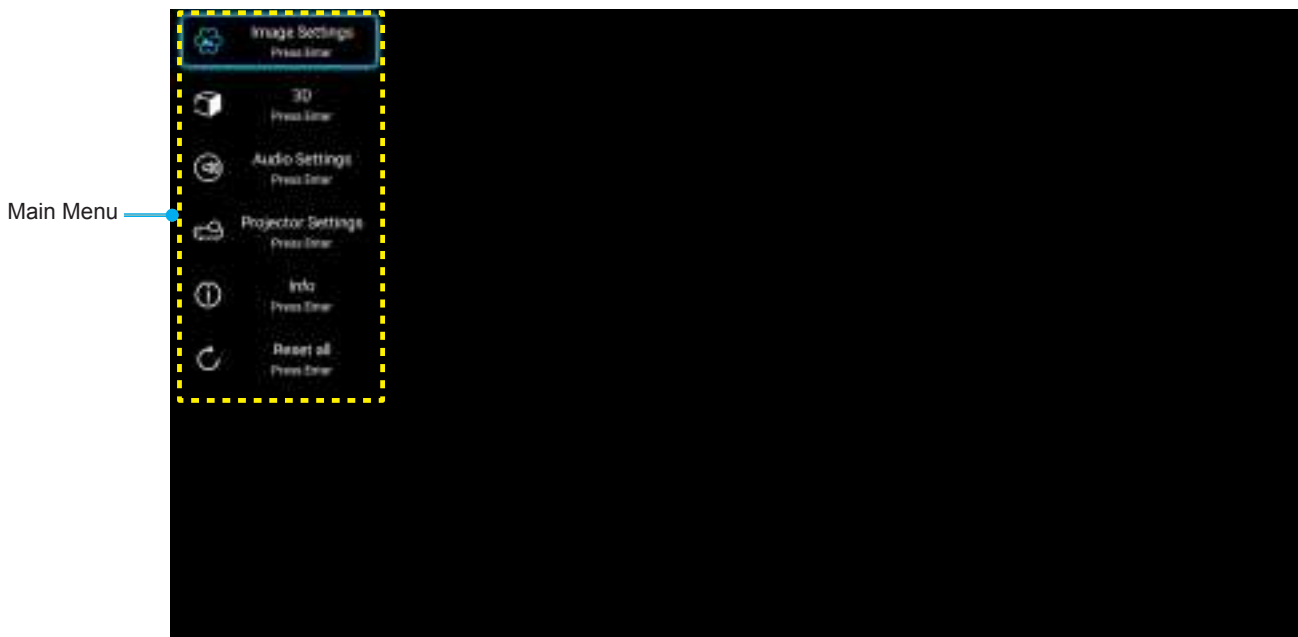 Main Menu
Image Settings
Press Enter
3D
Press Enter
Audio Settings
Press Enter
Projector Settings
Press Enter
Info
Press Enter
Reset all
Press Enter